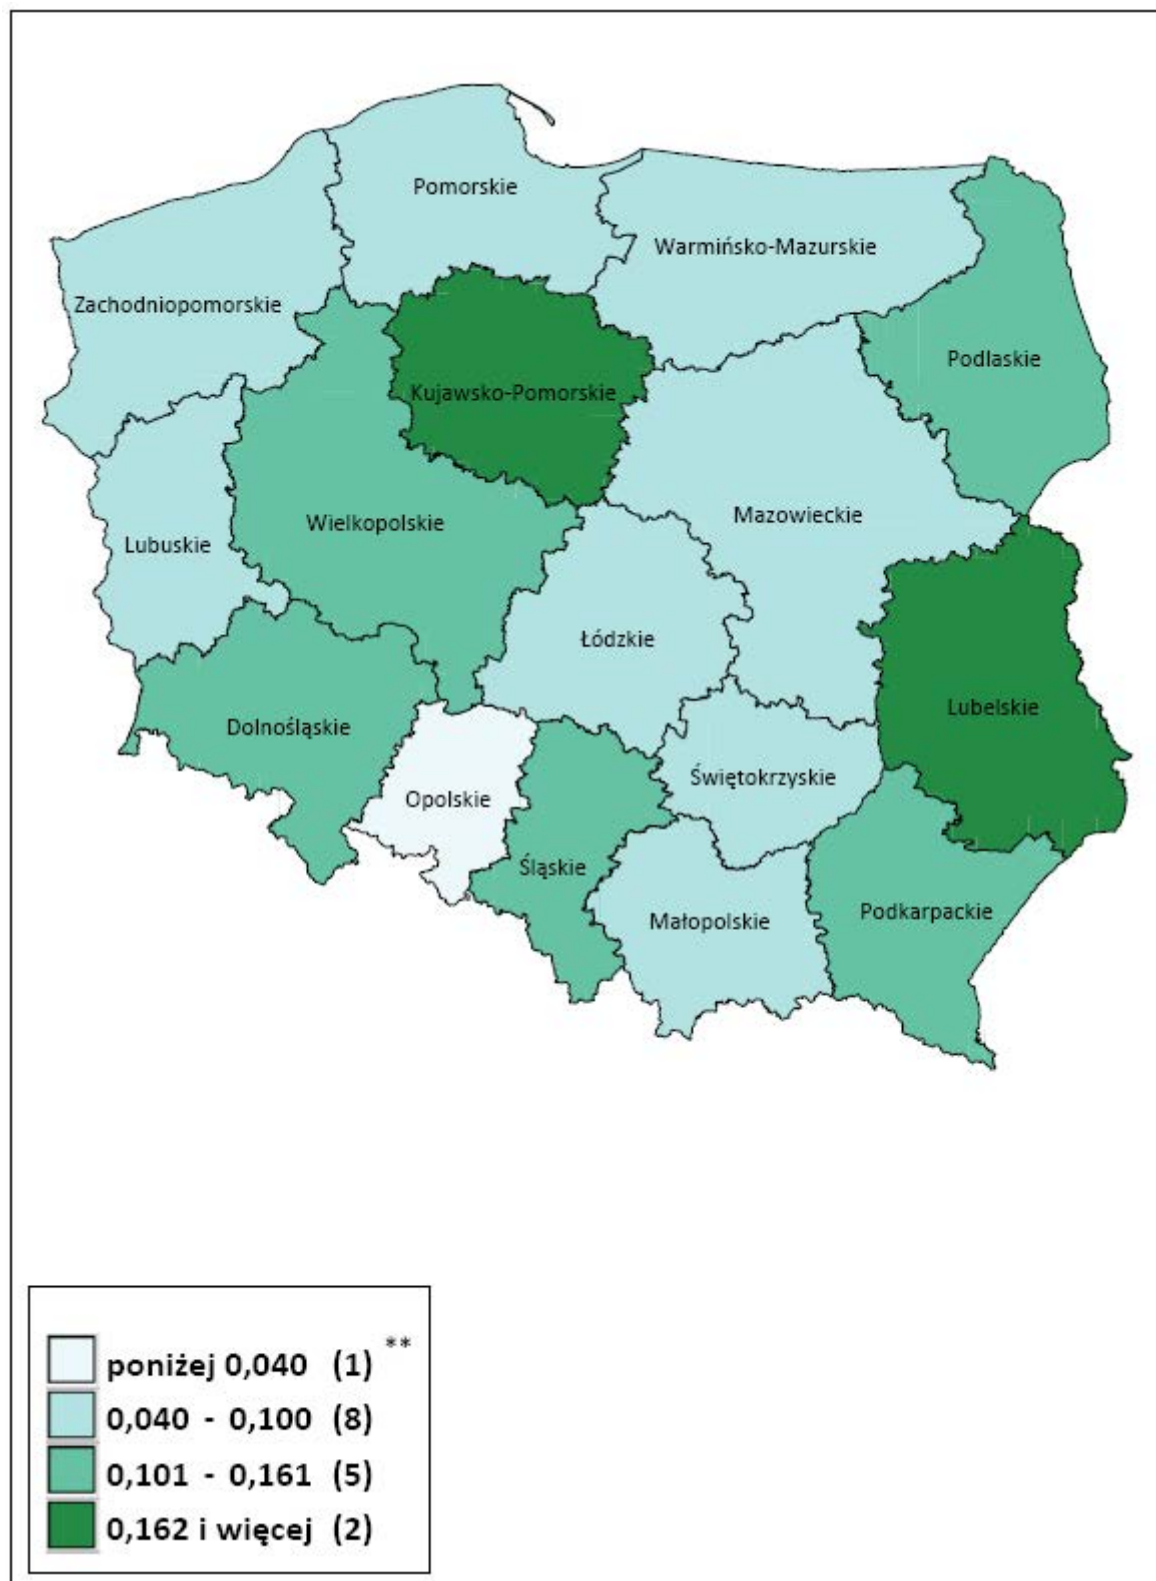 Pomorskie
Warmińsko-Mazurskie
Zachodniopomorskie
Podlaskie
Kujawsko-Pomorskie
Mazowieckie
Wielkopolskie
Lubuskie
Łódzkie
Lubelskie
Dolnośląskie
Świętokrzyskie
Opolskie
Śląskie
Podkarpackie
Małopolskie
poniżej 0,040 (1) **
0,040 - 0,100 (8)
0,101 - 0,161 (5)
0,162 i więcej (2)